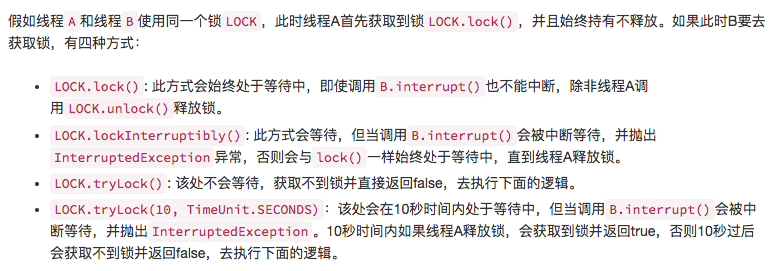 假如线程 A 和线程 B 使用同一个锁 LOCK，此时线程A首先获取到锁 LOCK.lock()，并且始终持有不释放。如果此时B要去
获取锁，有四种方式：
• LOCK.lock()：此方式会始终处于等待中，即使调用 B.interrupt() 也不能中断，除非线程A调
用 LOCK.unlock() 释放锁。
• LOCK.lockInterruptibly()：此方式会等待，但当调用 B.interrupt() 会被中断等待，并抛出
InterruptedException 异常，否则会与 lock() 一样始终处于等待中，直到线程A释放锁。
• LOCK.tryLock()：该处不会等待，获取不到锁并直接返回false，去执行下面的逻辑。
• LOCK.tryLock(10, TimeUnit.SECONDS)：该处会在10秒时间内处于等待中，但当调用 B.interrupt() 会被中
断等待，并抛出 InterruptedException。10秒时间内如果线程A释放锁，会获取到锁并返回true，否则10秒过后
会获取不到锁并返回false，去执行下面的逻辑。